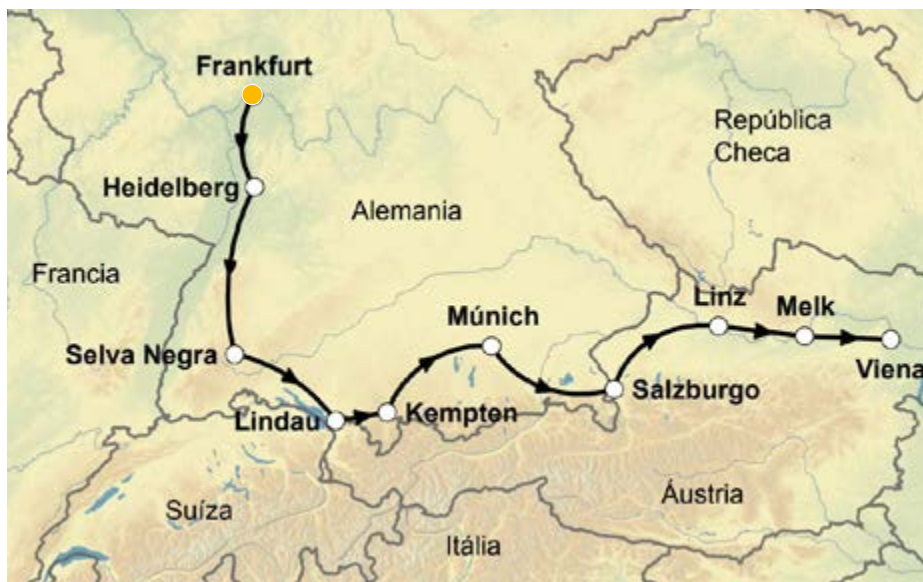 Frankfurt
República
Checa
Heidelberg
Alemania
Francia
Linz
Melk
Múnich
Selva Negra
Viena
Salzburgo
Lindau
Kempten
Áustria
Suíza
Itália